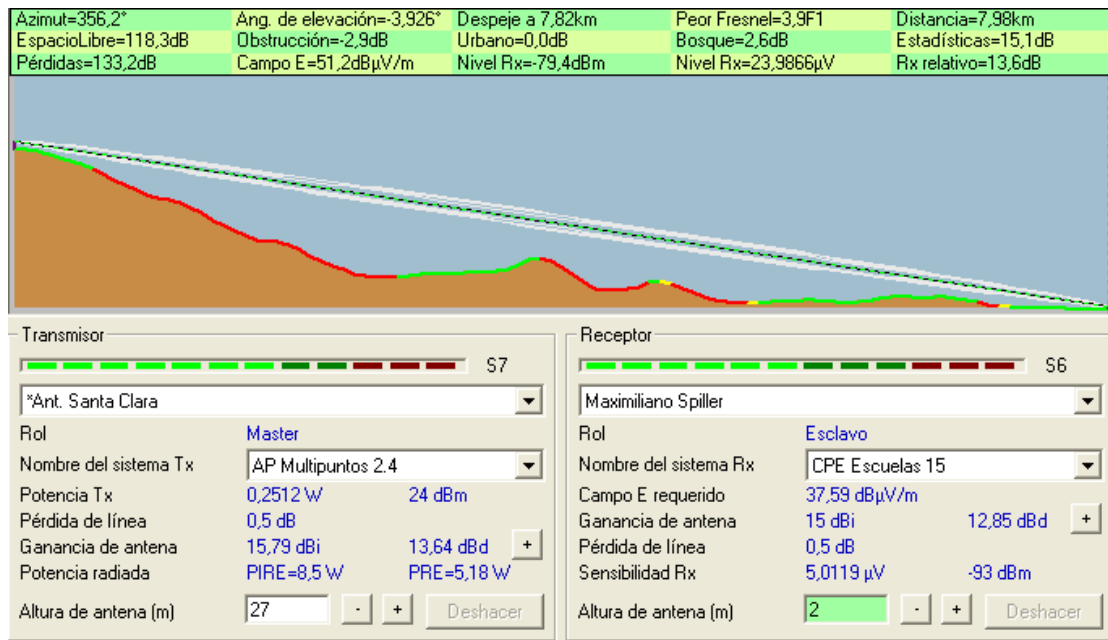 Azimut=356,2° Ang. de elevación=-3,926° Despeje a 7,82km Peor Fresnel=3,9F1 Distancia=7,98km
EspacioLibre=118,3dB Obstrucción=-2,9dB Urbano=0,0dB Bosque=2,6dB Estadísticas=15,1dB
Pérdidas=133,2dB Campo E=51,2dBμV/m Nivel Rx=-79,4dBm Nivel Rx=23,9866μV Rx relativo=13,6dB
Transmisor
S7
*Ant. Santa Clara
Rol Master
Nombre del sistema Tx AP Multipuntos 2.4
Potencia Tx 0,2512 W 24 dBm
Pérdida de línea 0,5 dB
Ganancia de antena 15,79 dBi 13,64 dBd +
Potencia radiada PIRE=8,5 W PRE=5,18 W
Altura de antena (m) 27 - + Deshacer
Receptor
S6
Maximiliano Spiller
Rol Esclavo
Nombre del sistema Rx CPE Escuelas 15
Campo E requerido 37,59 dBμV/m
Ganancia de antena 15 dBi 12,85 dBd +
Pérdida de línea 0,5 dB
Sensibilidad Rx 5,0119 μV -93 dBm
Altura de antena (m) 2 - + Deshacer